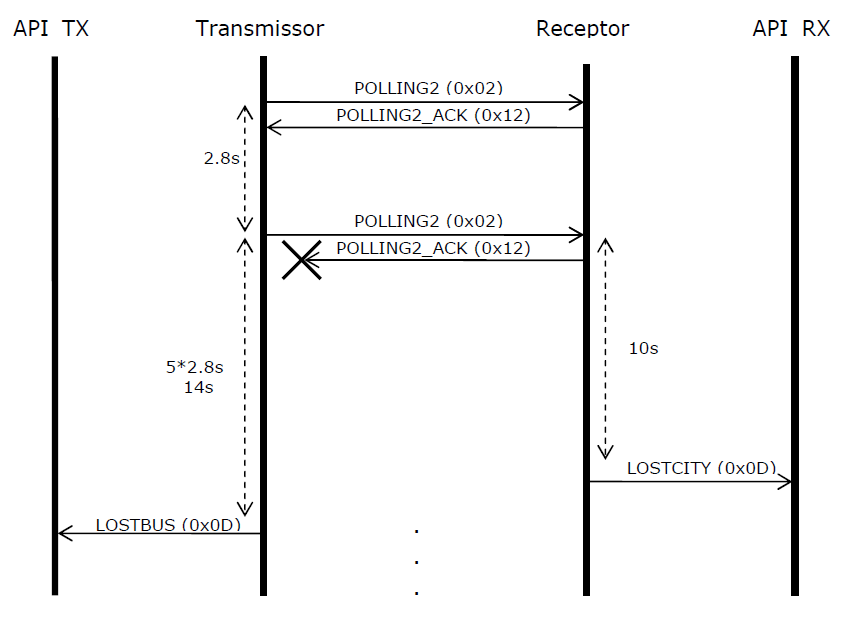 API TX Transmissor Receptor API RX
POLLING2 (0x02)
POLLING2_ACK (0x12)
2.8s
POLLING2 (0x02)
POLLING2_ACK (0x12)
10s
5*2.8s
14s
LOSTCITY (0x0D)
LOSTBUS (0x0D)
.
.
.